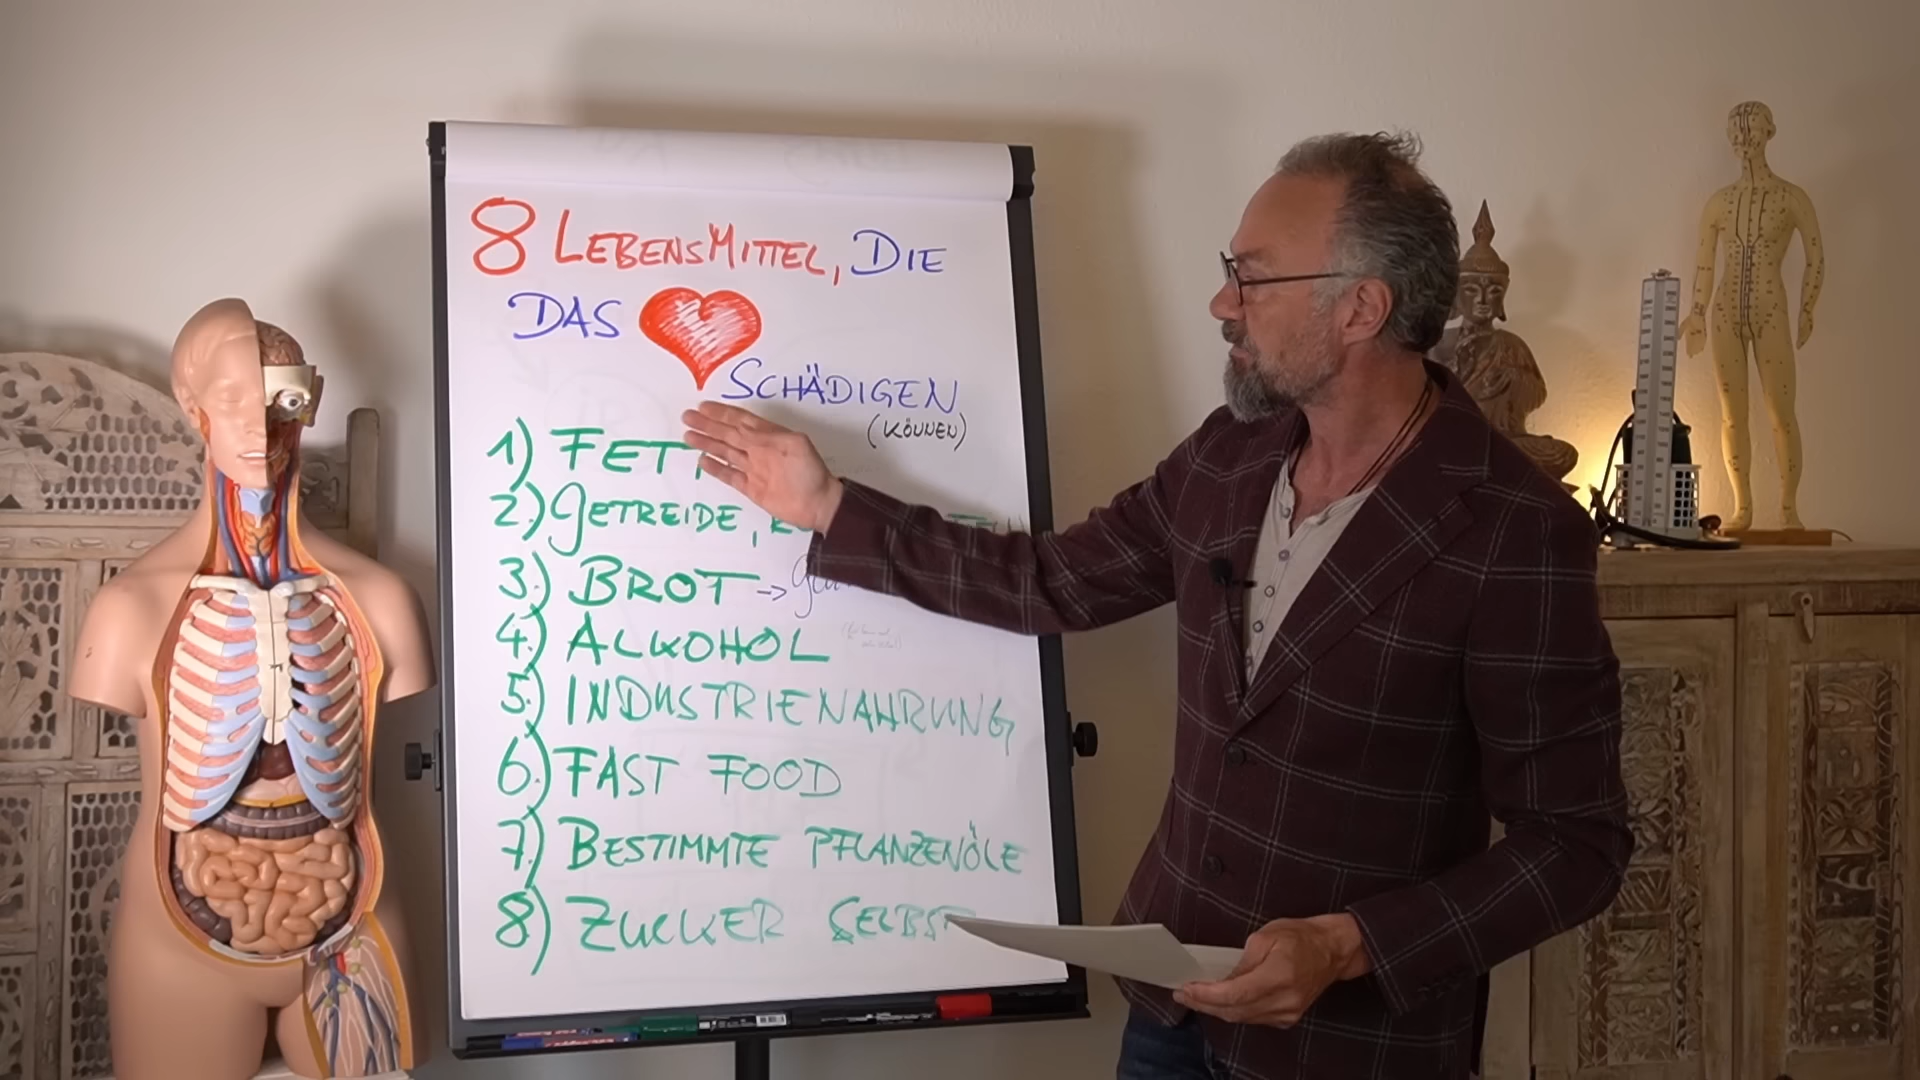 8 LEBENSMITTEL, DIE
DAS
SCHÄDIGEN
(KÖNNEN)
1) FETT
2.) GETREIDE,
3.) BROT →
4.) ALKOHOL
5.) INDUSTRIENAHRUNG
6.) FAST FOOD
7.) BESTIMMTE PFLANZENÖLE
8.) ZUCKER SELBST